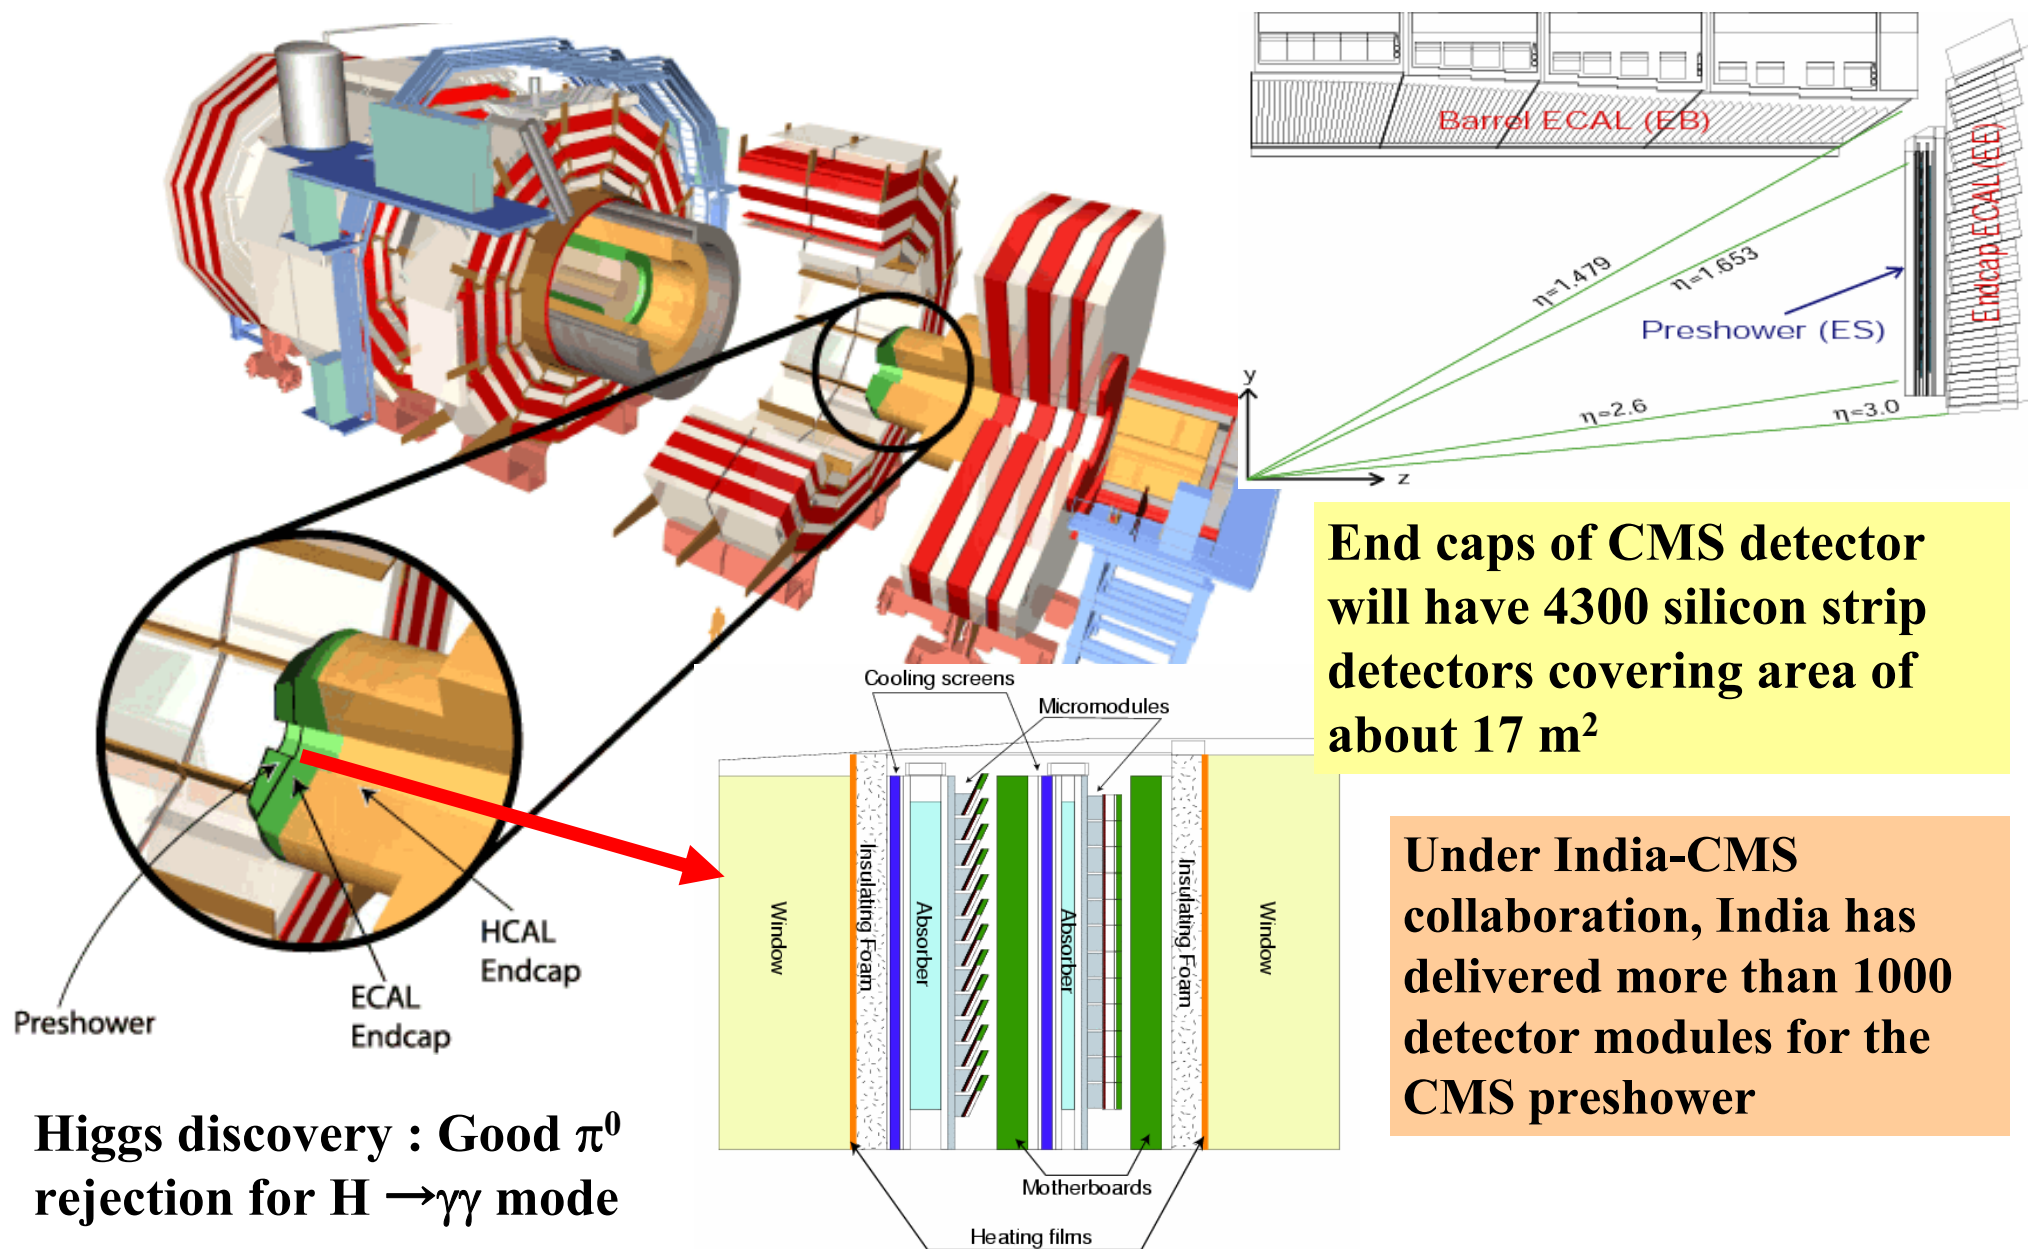 Barrel ECAL (EB)
Endcap ECAL (EE)
η=1.479
η=1.653
Preshower (ES)
η=2.6
η=3.0
y
z
End caps of CMS detector
will have 4300 silicon strip
detectors covering area of
about 17 m²
Cooling screens
Micromodules
Window
Insulating Foam
Absorber
Absorber
Insulating Foam
Window
Motherboards
Heating films
Under India-CMS
collaboration, India has
delivered more than 1000
detector modules for the
CMS preshower
HCAL
Endcap
ECAL
Endcap
Preshower
Higgs discovery : Good π⁰
rejection for H →γγ mode